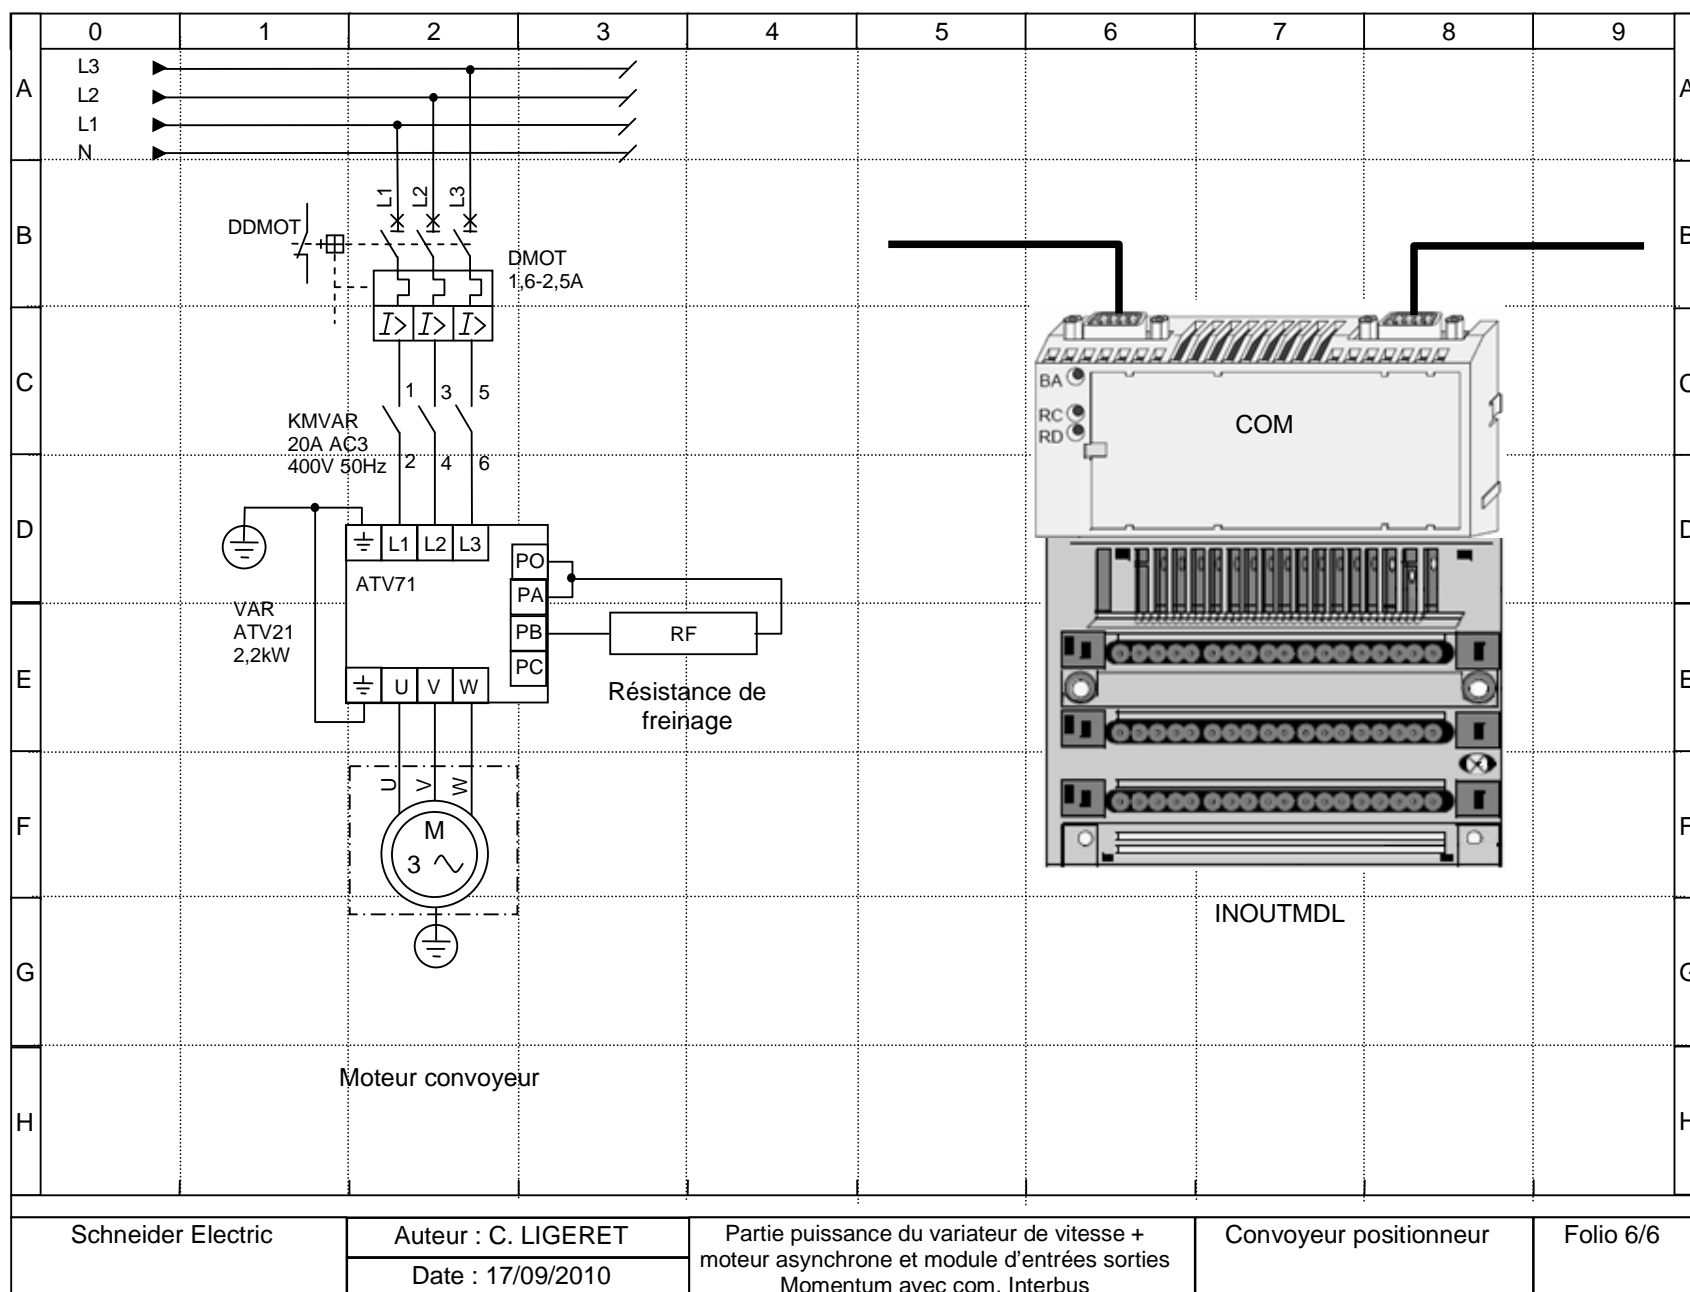 0 1 2 3 4 5 6 7 8 9
A
L3
A
L2
L1
N
L1 L2 L3
B
DDMOT
B
DMOT
1,6-2,5A
I> I> I>
C
C
1 3 5
BA
RC
RD
COM
KMVAR
20A AC3
400V 50Hz
2 4 6
D
D
L1 L2 L3
PO
ATV71
PA
VAR
ATV21
2,2kW
PB
RF
PC
E
E
U V W
Résistance de
freinage
U V W
F
F
M
3
INOUTMDL
G
G
Moteur convoyeur
H
H
Schneider Electric
Auteur : C. LIGERET
Date : 17/09/2010
Partie puissance du variateur de vitesse +
moteur asynchrone et module d'entrées sorties
Momentum avec com. Interbus
Convoyeur positionneur
Folio 6/6